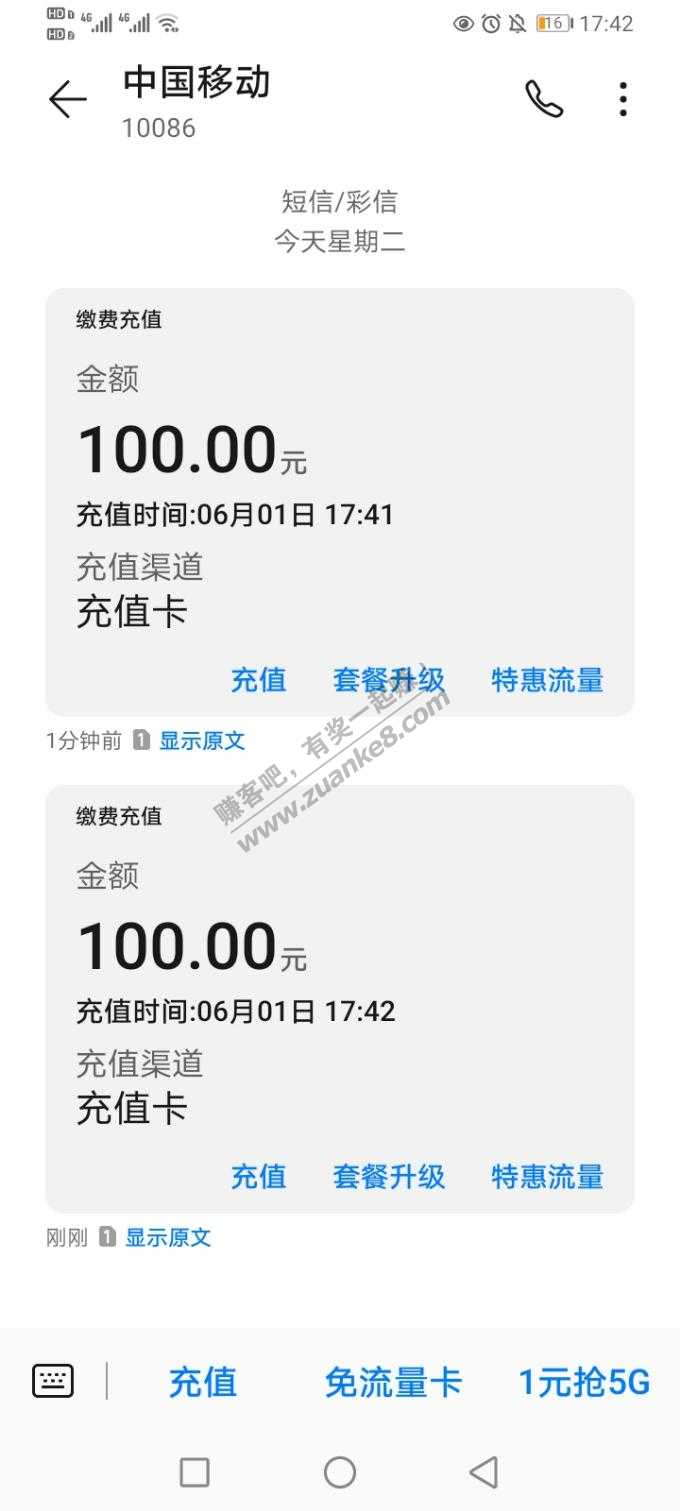 HD 1 4G 4G
HD 2
16 17:42
中国移动
10086
短信/彩信
今天星期二
缴费充值
金额
100.00元
充值时间:06月01日 17:41
充值渠道
充值卡
充值 套餐升级 特惠流量
1分钟前 1 显示原文
赚客吧，有奖一起赚！
www.zuanke8.com
缴费充值
金额
100.00元
充值时间:06月01日 17:42
充值渠道
充值卡
充值 套餐升级 特惠流量
刚刚 1 显示原文
充值 免流量卡 1元抢5G